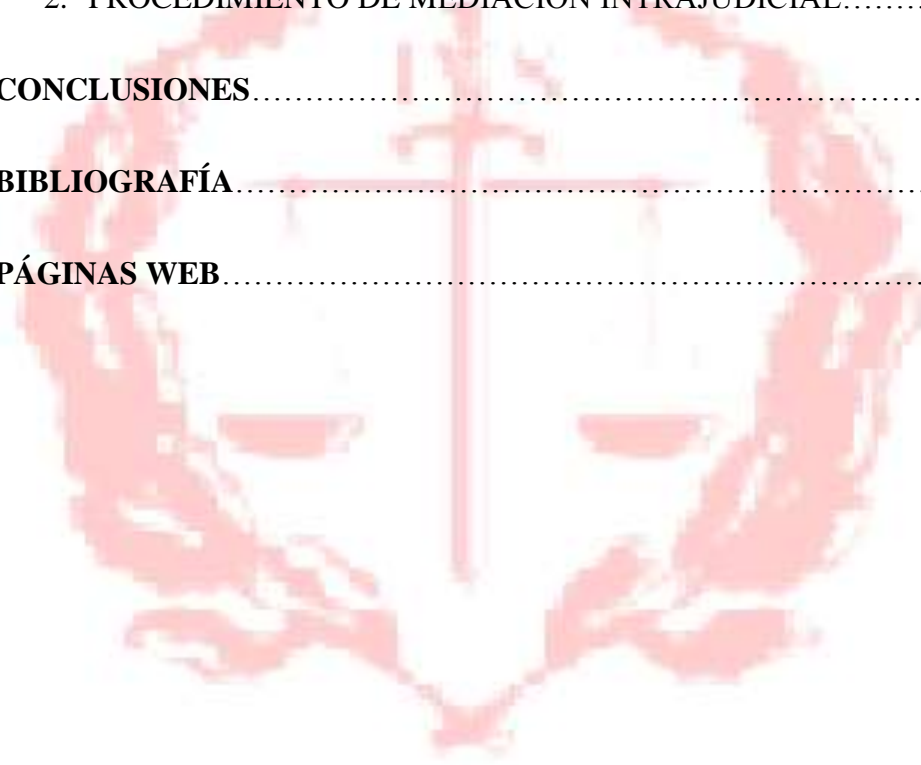 2. PROCEDIMIENTO DE MEDIACIÓN INTRAJUDICIAL………
CONCLUSIONES……………………………………………………………………
BIBLIOGRAFÍA……………………………………………………………………
PÁGINAS WEB……………………………………………………………………